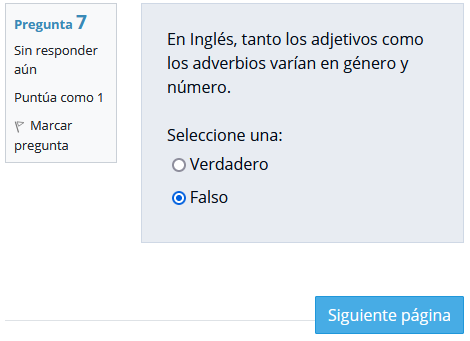 Pregunta 7
Sin responder
aún
Puntúa como 1
Marcar
pregunta
En Inglés, tanto los adjetivos como
los adverbios varían en género y
número.
Seleccione una:
Verdadero
Falso
Siguiente página